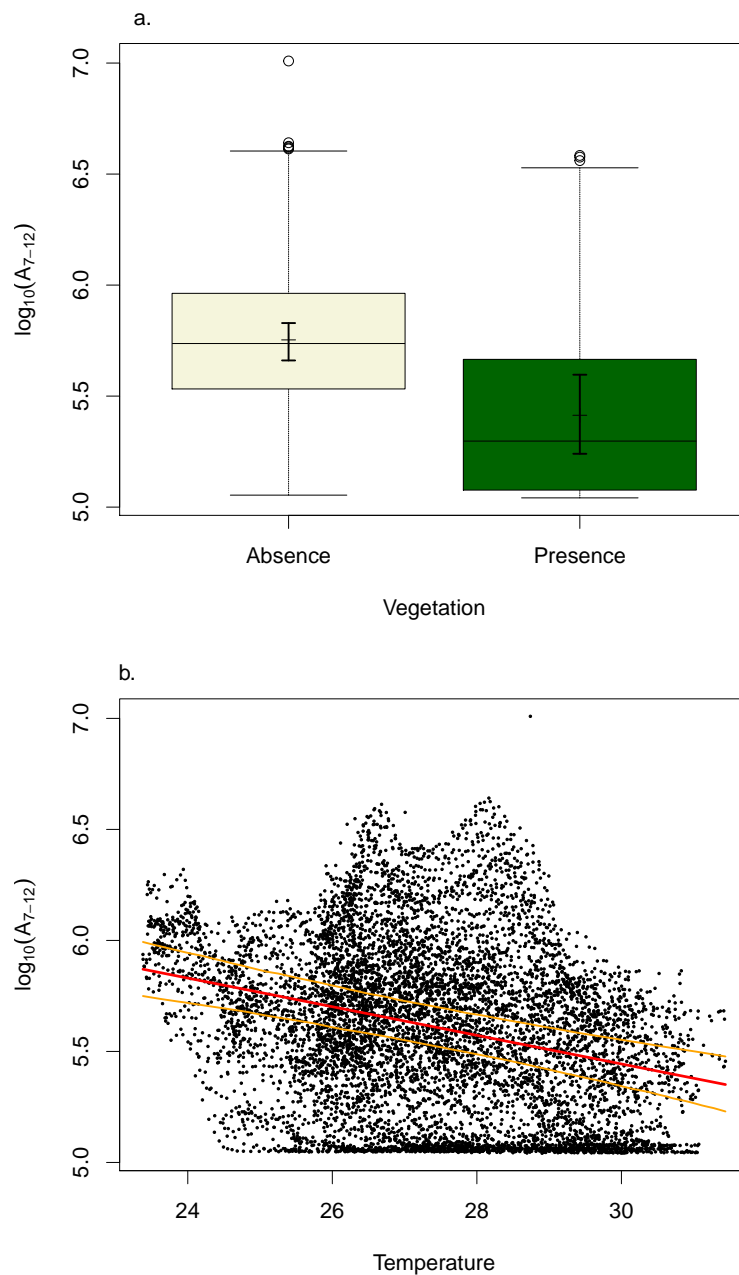 a.
7.0
6.5
6.0
5.5
5.0
log₁₀(A₇₋₁₂)
Absence Presence
Vegetation
b.
7.0
6.5
6.0
5.5
5.0
log₁₀(A₇₋₁₂)
24 26 28 30
Temperature